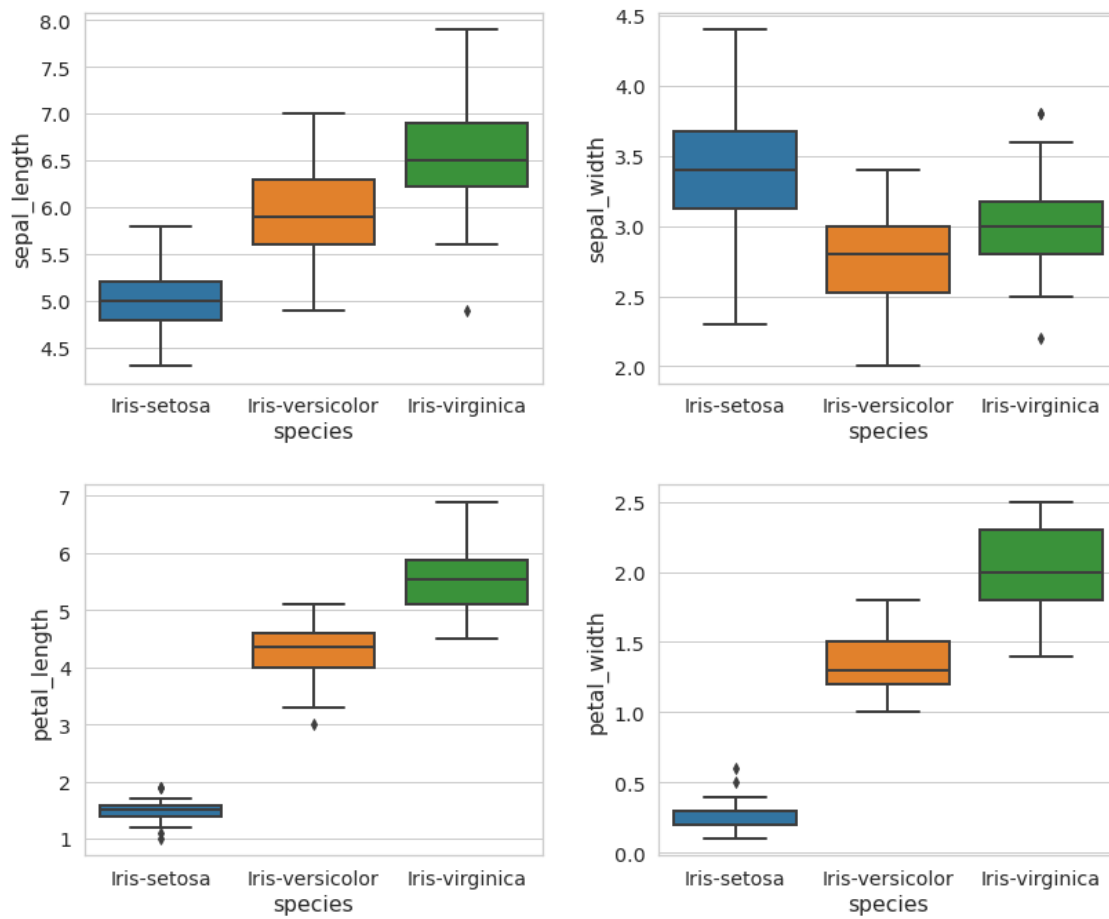 sepal_length
8.0
7.5
7.0
6.5
6.0
5.5
5.0
4.5
Iris-setosa Iris-versicolor Iris-virginica
species
sepal_width
4.5
4.0
3.5
3.0
2.5
2.0
Iris-setosa Iris-versicolor Iris-virginica
species
petal_length
7
6
5
4
3
2
1
Iris-setosa Iris-versicolor Iris-virginica
species
petal_width
2.5
2.0
1.5
1.0
0.5
0.0
Iris-setosa Iris-versicolor Iris-virginica
species